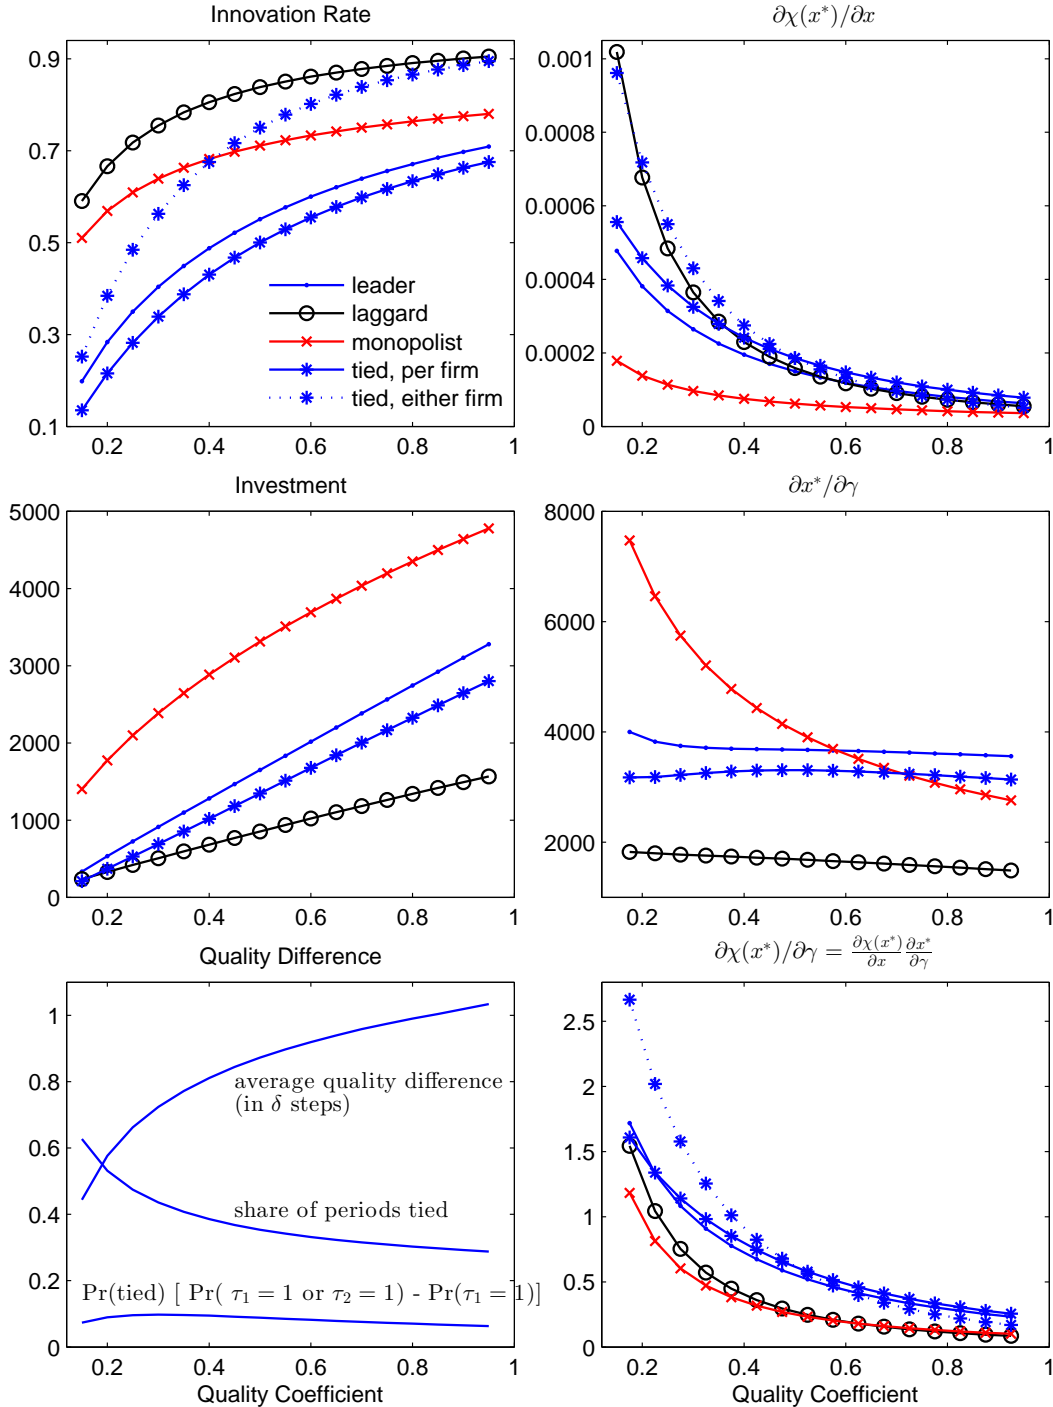 Innovation Rate
0.9
0.7
0.5
0.3
0.1
leader
laggard
monopolist
tied, per firm
tied, either firm
0.2 0.4 0.6 0.8 1
∂χ(x*)/∂x
0.001
0.0008
0.0006
0.0004
0.0002
0
0.2 0.4 0.6 0.8 1
Investment
5000
4000
3000
2000
1000
0
0.2 0.4 0.6 0.8 1
∂x*/∂γ
8000
6000
4000
2000
0.2 0.4 0.6 0.8 1
Quality Difference
1
0.8
0.6
0.4
0.2
0
average quality difference
(in δ steps)
share of periods tied
Pr(tied) [ Pr( τ₁ = 1 or τ₂ = 1) - Pr(τ₁ = 1)]
0.2 0.4 0.6 0.8 1
Quality Coefficient
∂χ(x*)/∂γ = ∂χ(x*)/∂x ∂x*/∂γ
2.5
2
1.5
1
0.5
0
0.2 0.4 0.6 0.8 1
Quality Coefficient